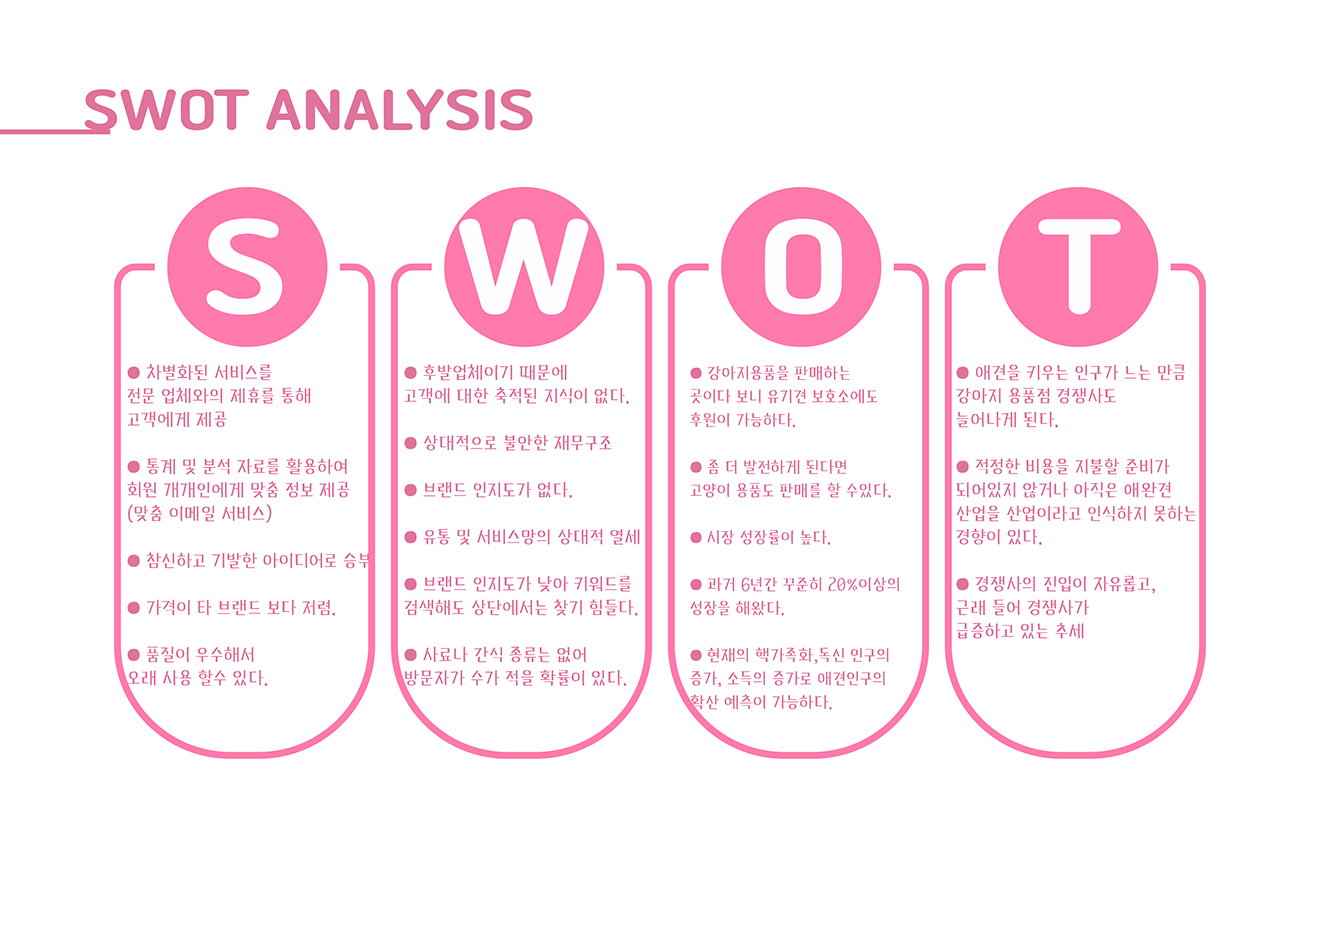 SWOT ANALYSIS
S
● 차별화된 서비스를
전문 업체와의 제휴를 통해
고객에게 제공
● 통계 및 분석 자료를 활용하여
회원 개개인에게 맞춤 정보 제공
(맞춤 이메일 서비스)
● 참신하고 기발한 아이디어로 승부
● 가격이 타 브랜드 보다 저렴.
● 품질이 우수해서
오래 사용 할수 있다.
W
● 후발업체이기 때문에
고객에 대한 축적된 지식이 없다.
● 상대적으로 불안한 재무구조
● 브랜드 인지도가 없다.
● 유통 및 서비스망의 상대적 열세
● 브랜드 인지도가 낮아 키워드를
검색해도 상단에서는 찾기 힘들다.
● 사료나 간식 종류는 없어
방문자가 수가 적을 확률이 있다.
O
● 강아지용품을 판매하는
곳이다 보니 유기견 보호소에도
후원이 가능하다.
● 좀 더 발전하게 된다면
고양이 용품도 판매를 할 수있다.
● 시장 성장률이 높다.
● 과거 6년간 꾸준히 20%이상의
성장을 해왔다.
● 현재의 핵가족화,독신 인구의
증가, 소득의 증가로 애견인구의
확산 예측이 가능하다.
T
● 애견을 키우는 인구가 느는 만큼
강아지 용품점 경쟁사도
늘어나게 된다.
● 적정한 비용을 지불할 준비가
되어있지 않거나 아직은 애완견
산업을 산업이라고 인식하지 못하는
경향이 있다.
● 경쟁사의 진입이 자유롭고,
근래 들어 경쟁사가
급증하고 있는 추세